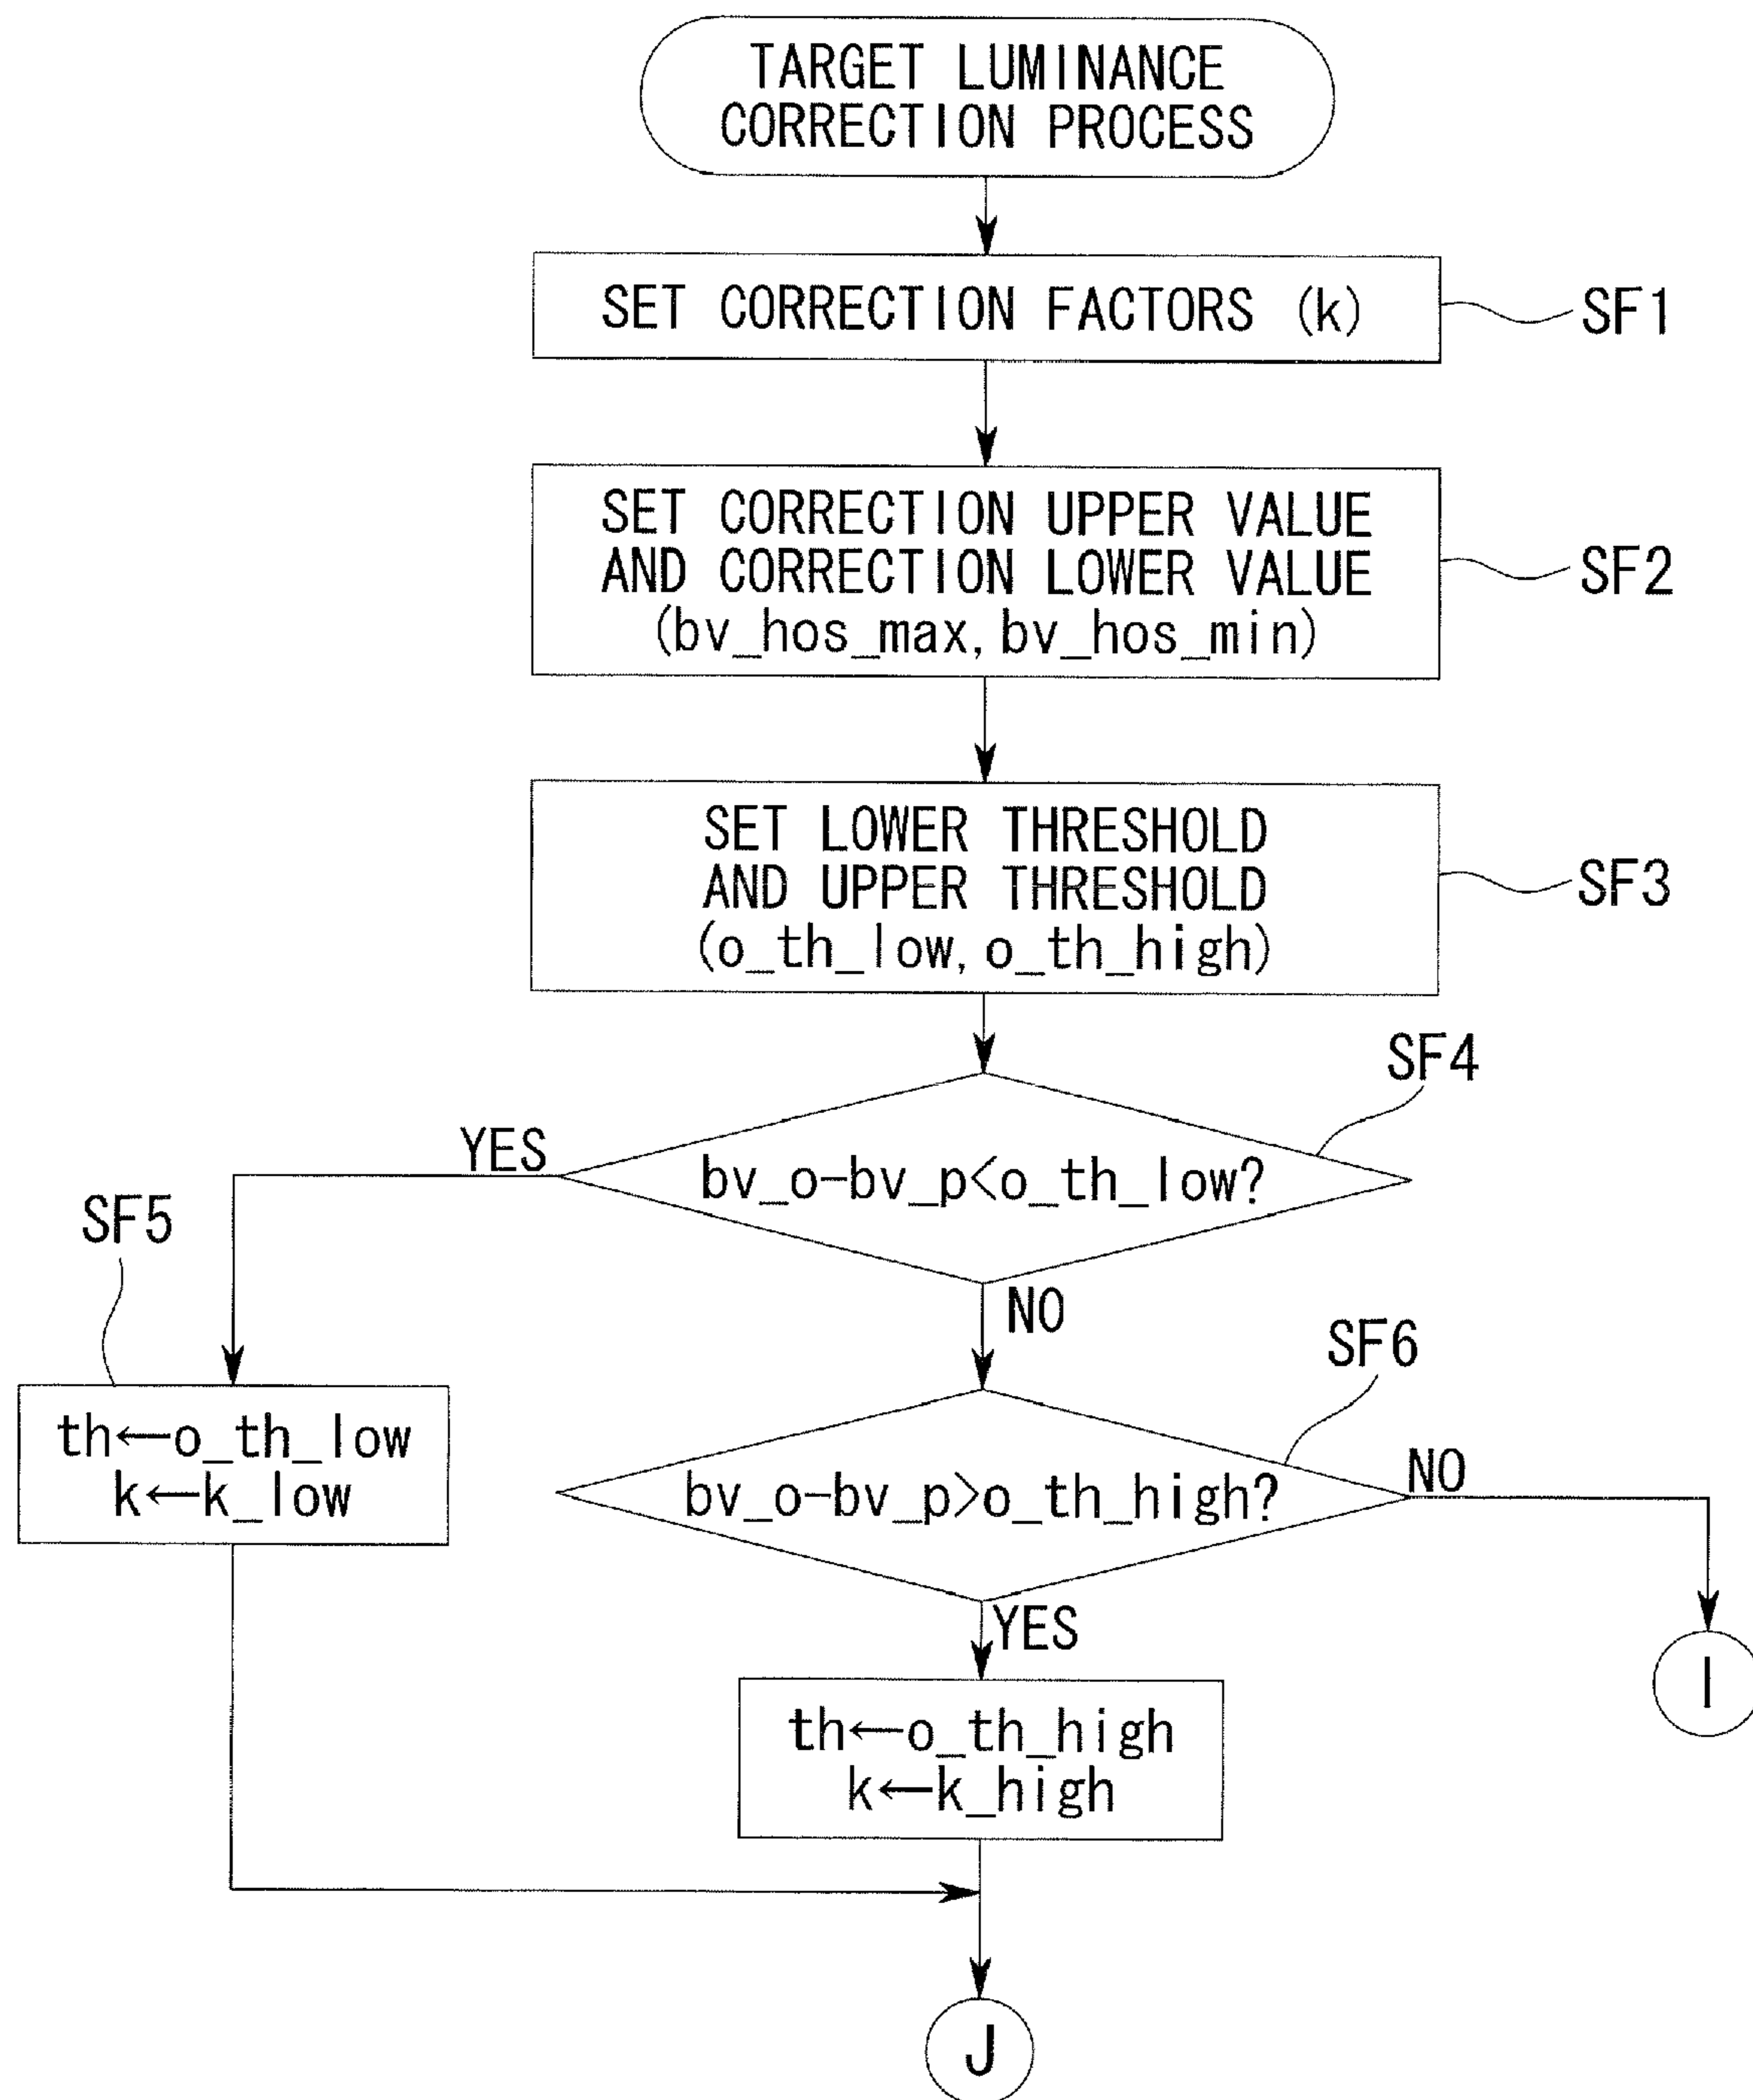 TARGET LUMINANCE
CORRECTION PROCESS
SET CORRECTION FACTORS (k)
SF1
SET CORRECTION UPPER VALUE
AND CORRECTION LOWER VALUE
(bv_hos_max, bv_hos_min)
SF2
SET LOWER THRESHOLD
AND UPPER THRESHOLD
(o_th_low, o_th_high)
SF3
SF4
YES
bv_o-bv_p<o_th_low?
SF5
NO
SF6
th←o_th_low
k←k_low
bv_o-bv_p>o_th_high?
NO
YES
th←o_th_high
k←k_high
I
J